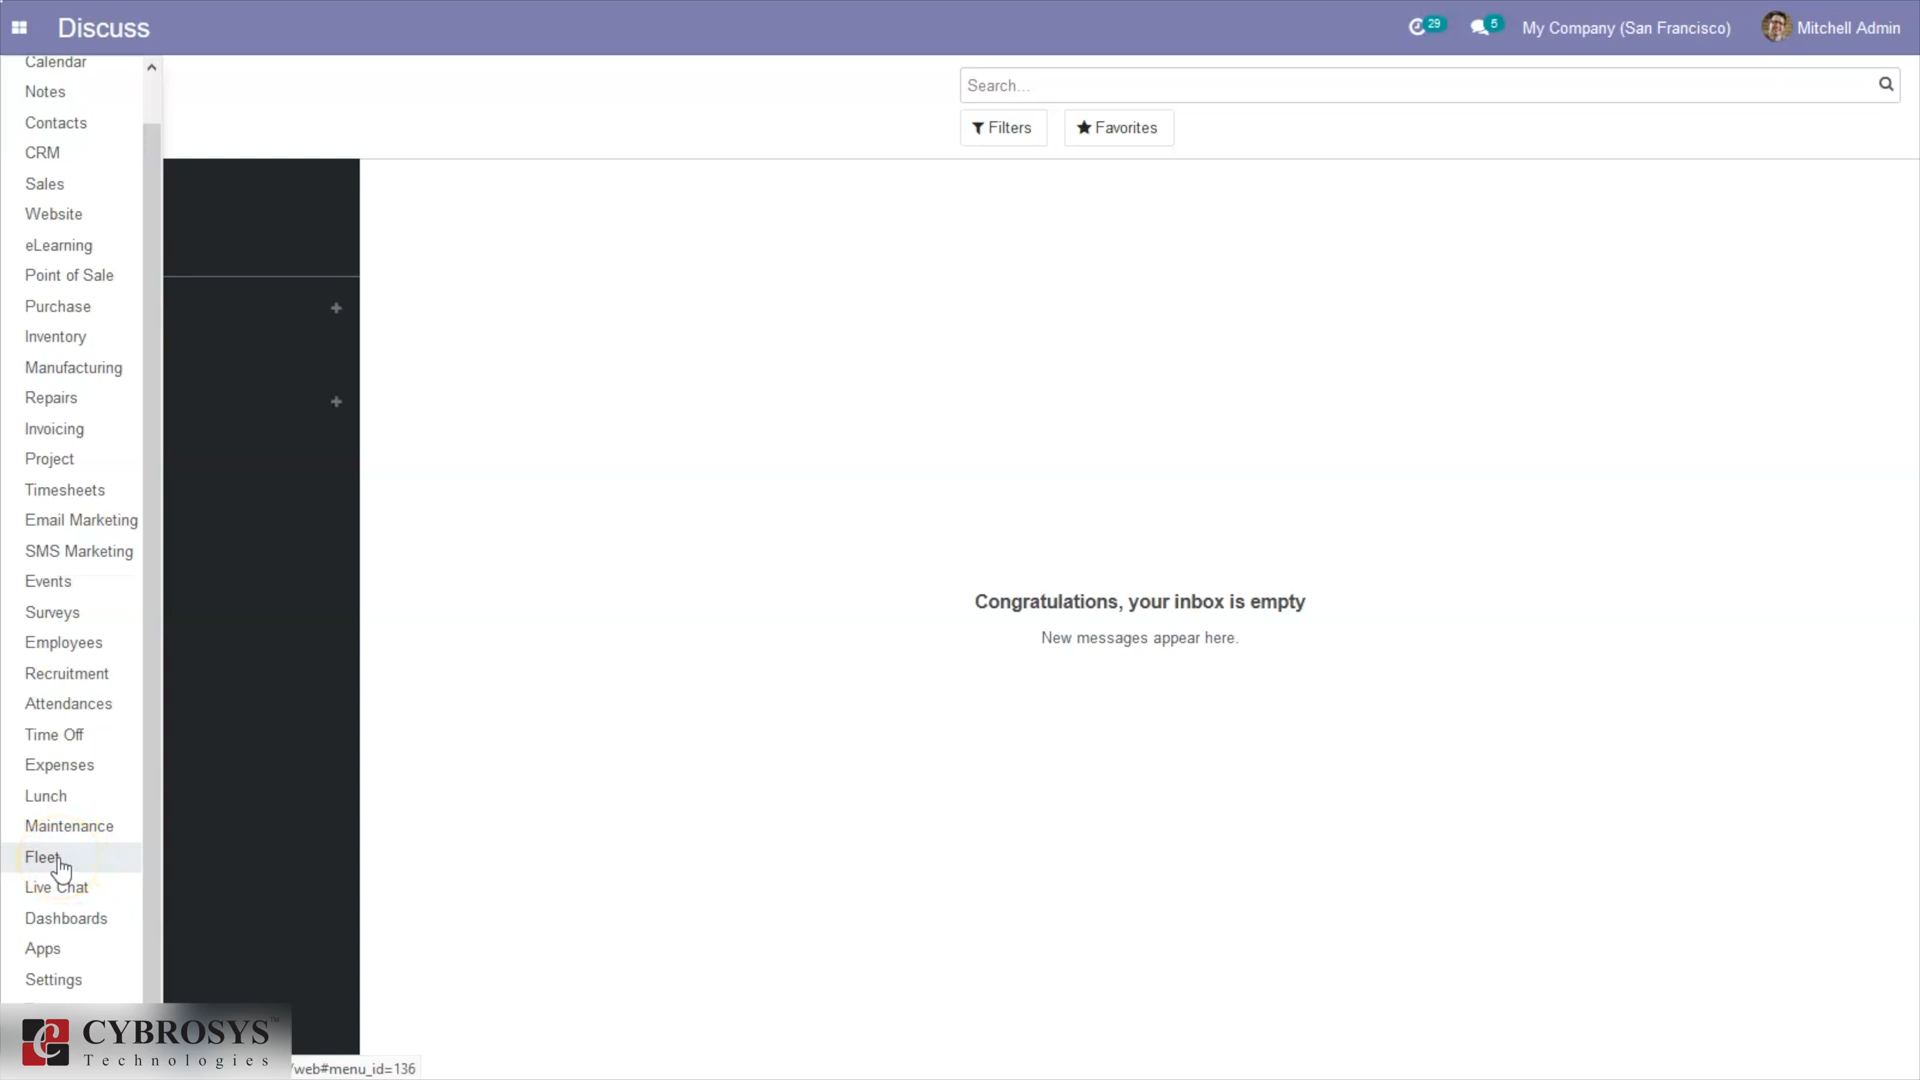 Discuss
29
5
My Company (San Francisco)
Mitchell Admin
Search...
Filters
Favorites
Calendar
Notes
Contacts
CRM
Sales
Website
eLearning
Point of Sale
Purchase
Inventory
Manufacturing
Repairs
Invoicing
Project
Timesheets
Email Marketing
SMS Marketing
Events
Surveys
Employees
Recruitment
Attendances
Time Off
Expenses
Lunch
Maintenance
Fleet
Live Chat
Dashboards
Apps
Settings
Congratulations, your inbox is empty
New messages appear here.
CYBROSYS™
Technologies
/web#menu_id=136